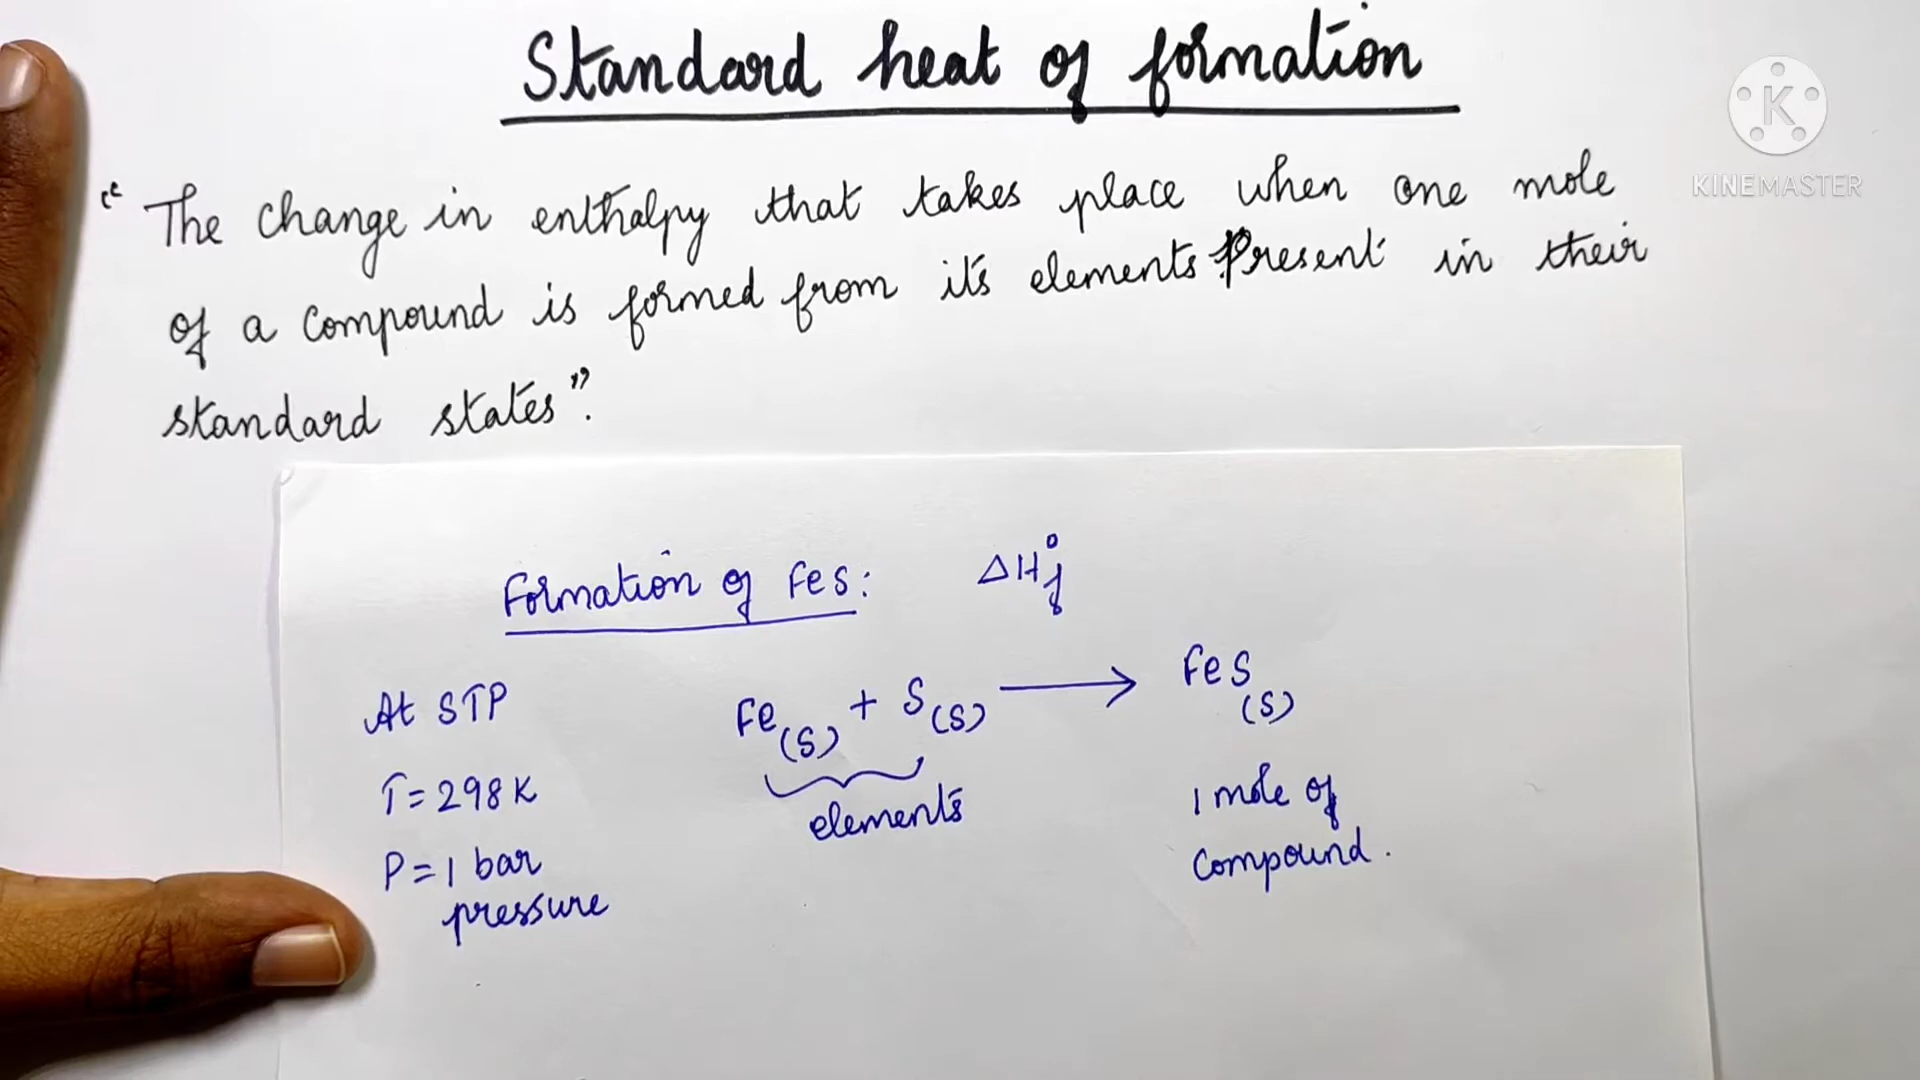 Standard heat of formation
KINEMASTER
"The change in enthalpy that takes place when one mole
of a compound is formed from it's elements Present in their
standard states".
Formation of FeS: ΔH°f
At STP
Fe(s) + S(s) ⟶ FeS(s)
T=298K
elements
1 mole of
compound.
P=1 bar
pressure